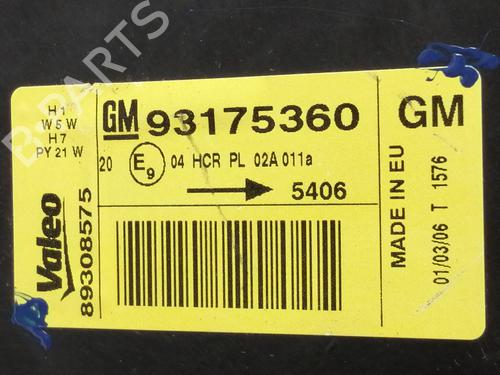 H1
W5W
H7
PY 21 W
GM 93175360
GM
20 E9 04 HCR PL 02A 011a
5406
Valeo
89308575
MADE IN EU
01/03/06 T 1576
B-PARTS